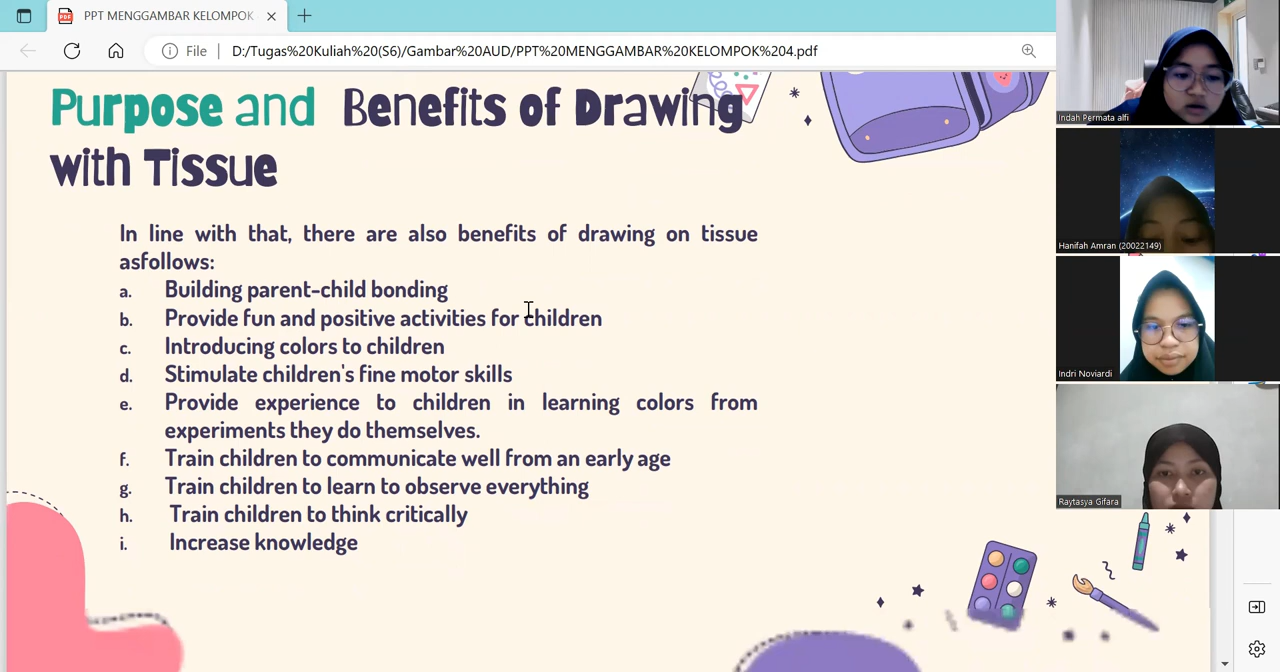 PPT MENGGAMBAR KELOMPOK
File
D:/Tugas%20Kuliah%20(S6)/Gambar%20AUD/PPT%20MENGGAMBAR%20KELOMPOK%204.pdf
Purpose and Benefits of Drawing
with Tissue
In line with that, there are also benefits of drawing on tissue
asfollows:
a. Building parent-child bonding
b. Provide fun and positive activities for children
c. Introducing colors to children
d. Stimulate children's fine motor skills
e. Provide experience to children in learning colors from
experiments they do themselves.
f. Train children to communicate well from an early age
g. Train children to learn to observe everything
h. Train children to think critically
i. Increase knowledge
Indah Permata alfi
Hanifah Amran (20022149)
Indri Noviardi
Raytasya Gifara